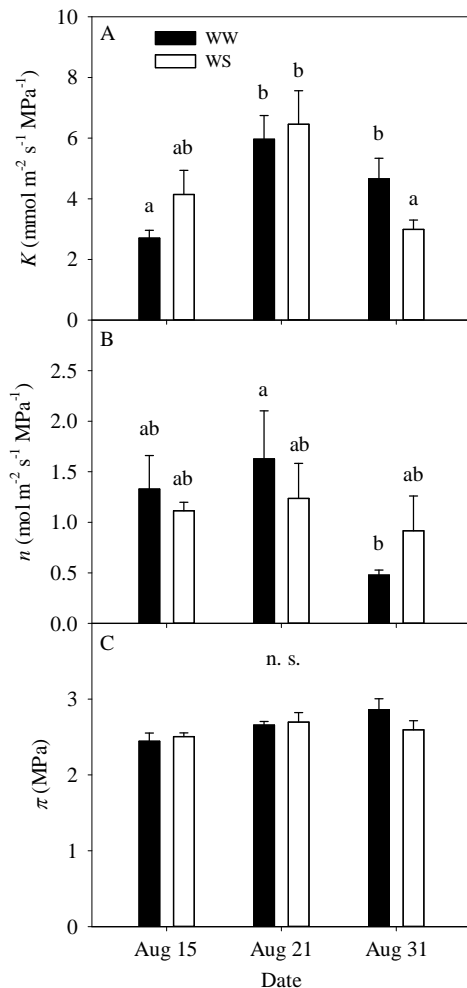 A
WW
WS
10
8
6
4
2
0
K (mmol m⁻² s⁻¹ MPa⁻¹)
a
ab
b
b
b
a
B
2.5
2.0
1.5
1.0
0.5
0.0
n (mol m⁻² s⁻¹ MPa⁻¹)
ab
ab
a
ab
b
ab
C
n. s.
3
2
1
0
π (MPa)
Aug 15 Aug 21 Aug 31
Date